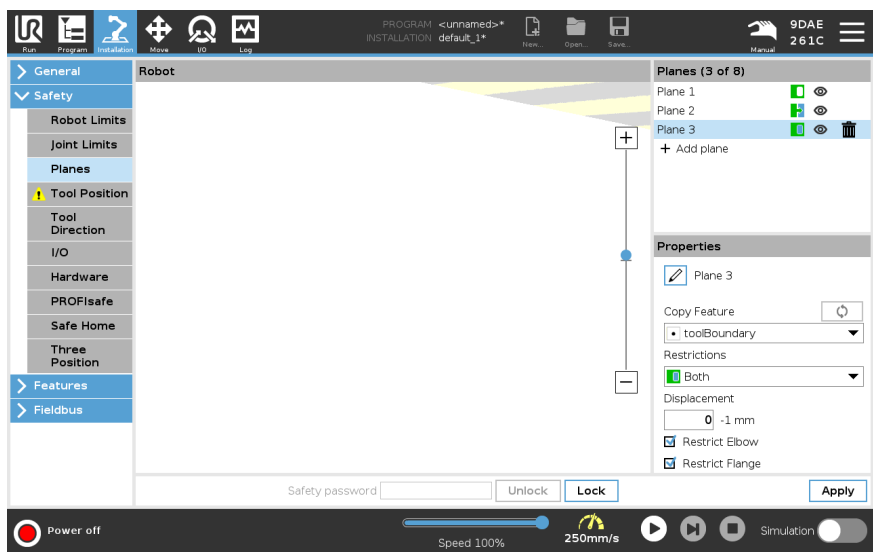 PROGRAM <unnamed>*
INSTALLATION default_1*
Run Program Installation Move I/O Log
New... Open... Save...
Manual
9DAE
261C
General
Safety
Robot Limits
Joint Limits
Planes
Tool Position
Tool
Direction
I/O
Hardware
PROFIsafe
Safe Home
Three
Position
Features
Fieldbus
Robot
Planes (3 of 8)
Plane 1
Plane 2
Plane 3
+ Add plane
Properties
Plane 3
Copy Feature
toolBoundary
Restrictions
Both
Displacement
0 -1 mm
Restrict Elbow
Restrict Flange
Safety password Unlock Lock Apply
Power off
Speed 100%
250mm/s
Simulation